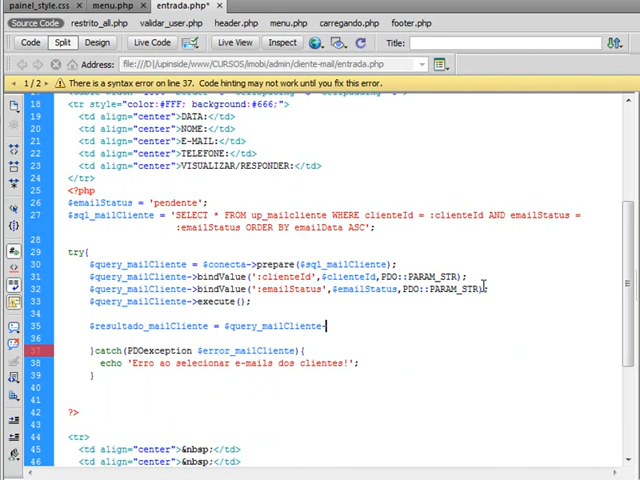 painel_style.css × menu.php × entrada.php* ×
Source Code restrito_all.php validar_user.php header.php menu.php carregando.php footer.php
Code Split Design Live Code Live View Inspect Title:
Address: file:///D|/upinside/www/CURSOS/imobi/admin/cliente-mail/entrada.php
1 / 2 There is a syntax error on line 37. Code hinting may not work until you fix this error.
18 <tr style="color:#FFF; background:#666;">
19 <td align="center">DATA:</td>
20 <td align="center">NOME:</td>
21 <td align="center">E-MAIL:</td>
22 <td align="center">TELEFONE:</td>
23 <td align="center">VISUALIZAR/RESPONDER:</td>
24 </tr>
25 <?php
26 $emailStatus = 'pendente';
27 $sql_mailCliente = 'SELECT * FROM up_mailcliente WHERE clienteId = :clienteId AND emailStatus =
:emailStatus ORDER BY emailData ASC';
28
29 try{
30 $query_mailCliente = $conecta->prepare($sql_mailCliente);
31 $query_mailCliente->bindValue(':clienteId',$clienteId,PDO::PARAM_STR);
32 $query_mailCliente->bindValue(':emailStatus',$emailStatus,PDO::PARAM_STR);
33 $query_mailCliente->execute();
34
35 $resultado_mailCliente = $query_mailCliente-
36
37 }catch(PDOexception $error_mailCliente){
38 echo 'Erro ao selecionar e-mails dos clientes!';
39 }
40
41
42 ?>
43
44 <tr>
45 <td align="center">&nbsp;</td>
46 <td align="center">&nbsp;</td>